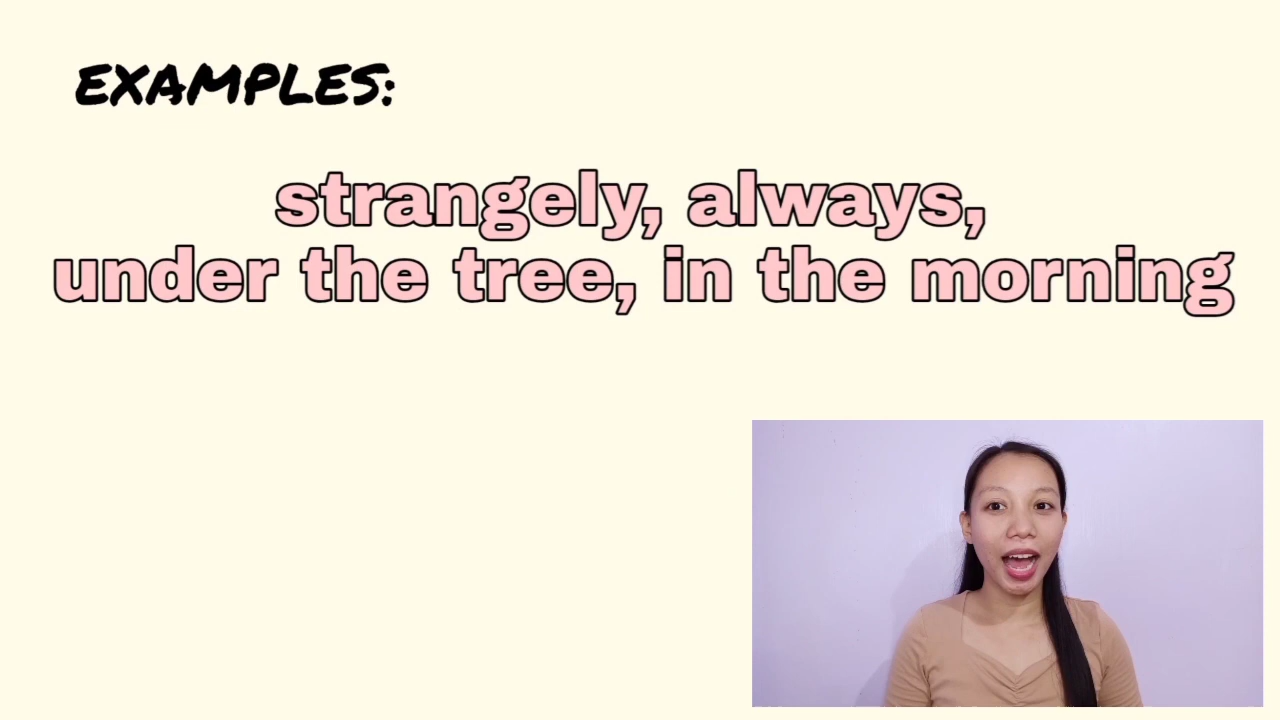 EXAMPLES:
strangely, always,
under the tree, in the morning